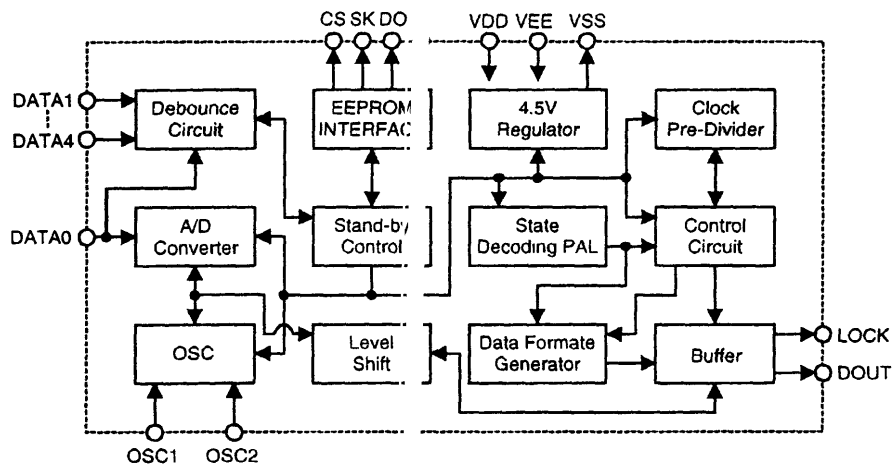 CS SK DO VDD VEE VSS
DATA1
DATA4
DATA0
Debounce
Circuit
EEPROM
INTERFAC
4.5V
Regulator
Clock
Pre-Divider
A/D
Converter
Stand-by
Control
State
Decoding PAL
Control
Circuit
OSC
Level
Shift
Data Formate
Generator
Buffer
LOCK
DOUT
OSC1 OSC2